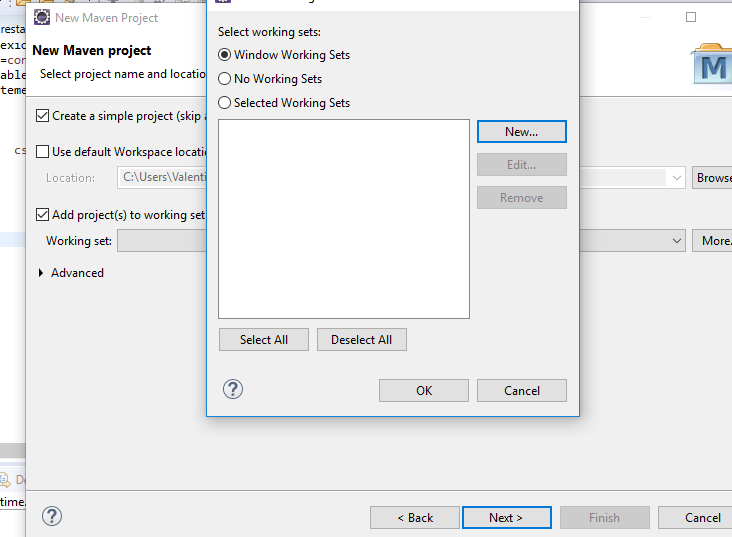 New Maven Project
New Maven project
Select project name and locatio
Create a simple project (skip a
Use default Workspace locati
Location:
C:\Users\Valenti
Browse
Add project(s) to working set
Working set:
More.
Advanced
Select working sets:
Window Working Sets
No Working Sets
Selected Working Sets
New...
Edit...
Remove
Select All
Deselect All
OK
Cancel
< Back
Next >
Finish
Cancel
resta
exic
=con
able
teme
cs
time.